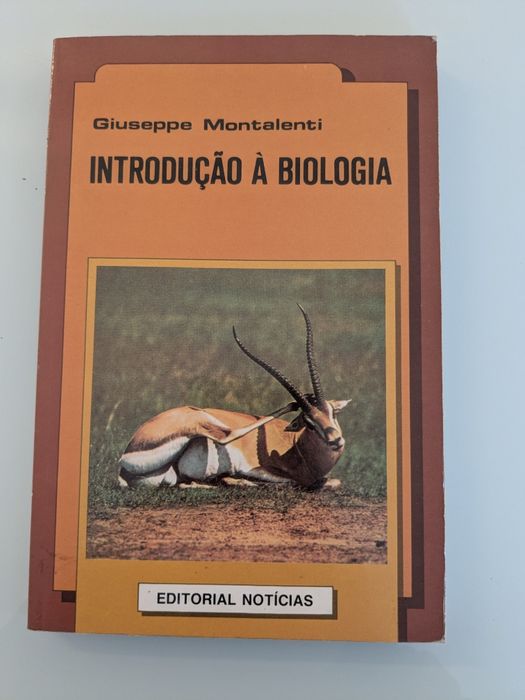 Giuseppe Montalenti
INTRODUÇÃO À BIOLOGIA
EDITORIAL NOTÍCIAS